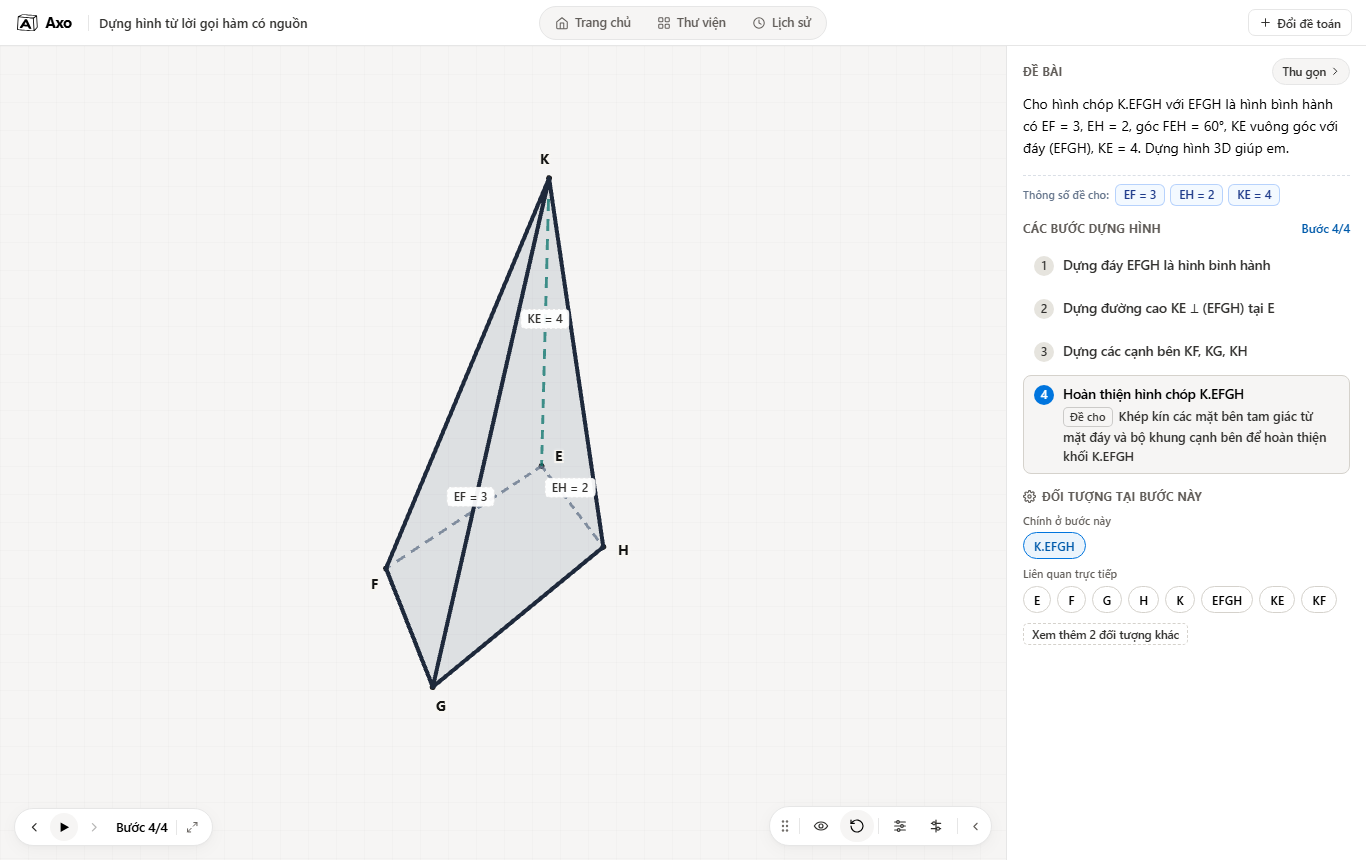 Axo
Dựng hình từ lời gọi hàm có nguồn
Trang chủ
Thư viện
Lịch sử
Đổi đề toán
ĐỀ BÀI
Thu gọn
Cho hình chóp K.EFGH với EFGH là hình bình hành
có EF = 3, EH = 2, góc FEH = 60°, KE vuông góc với
đáy (EFGH), KE = 4. Dựng hình 3D giúp em.
Thông số đề cho:
EF = 3
EH = 2
KE = 4
CÁC BƯỚC DỰNG HÌNH
Bước 4/4
1
Dựng đáy EFGH là hình bình hành
2
Dựng đường cao KE ⊥ (EFGH) tại E
3
Dựng các cạnh bên KF, KG, KH
4
Hoàn thiện hình chóp K.EFGH
Đề cho Khép kín các mặt bên tam giác từ
mặt đáy và bộ khung cạnh bên để hoàn thiện
khối K.EFGH
ĐỐI TƯỢNG TẠI BƯỚC NÀY
Chính ở bước này
K.EFGH
Liên quan trực tiếp
E
F
G
H
K
EFGH
KE
KF
Xem thêm 2 đối tượng khác
K
KE = 4
E
EH = 2
EF = 3
H
F
G
Bước 4/4